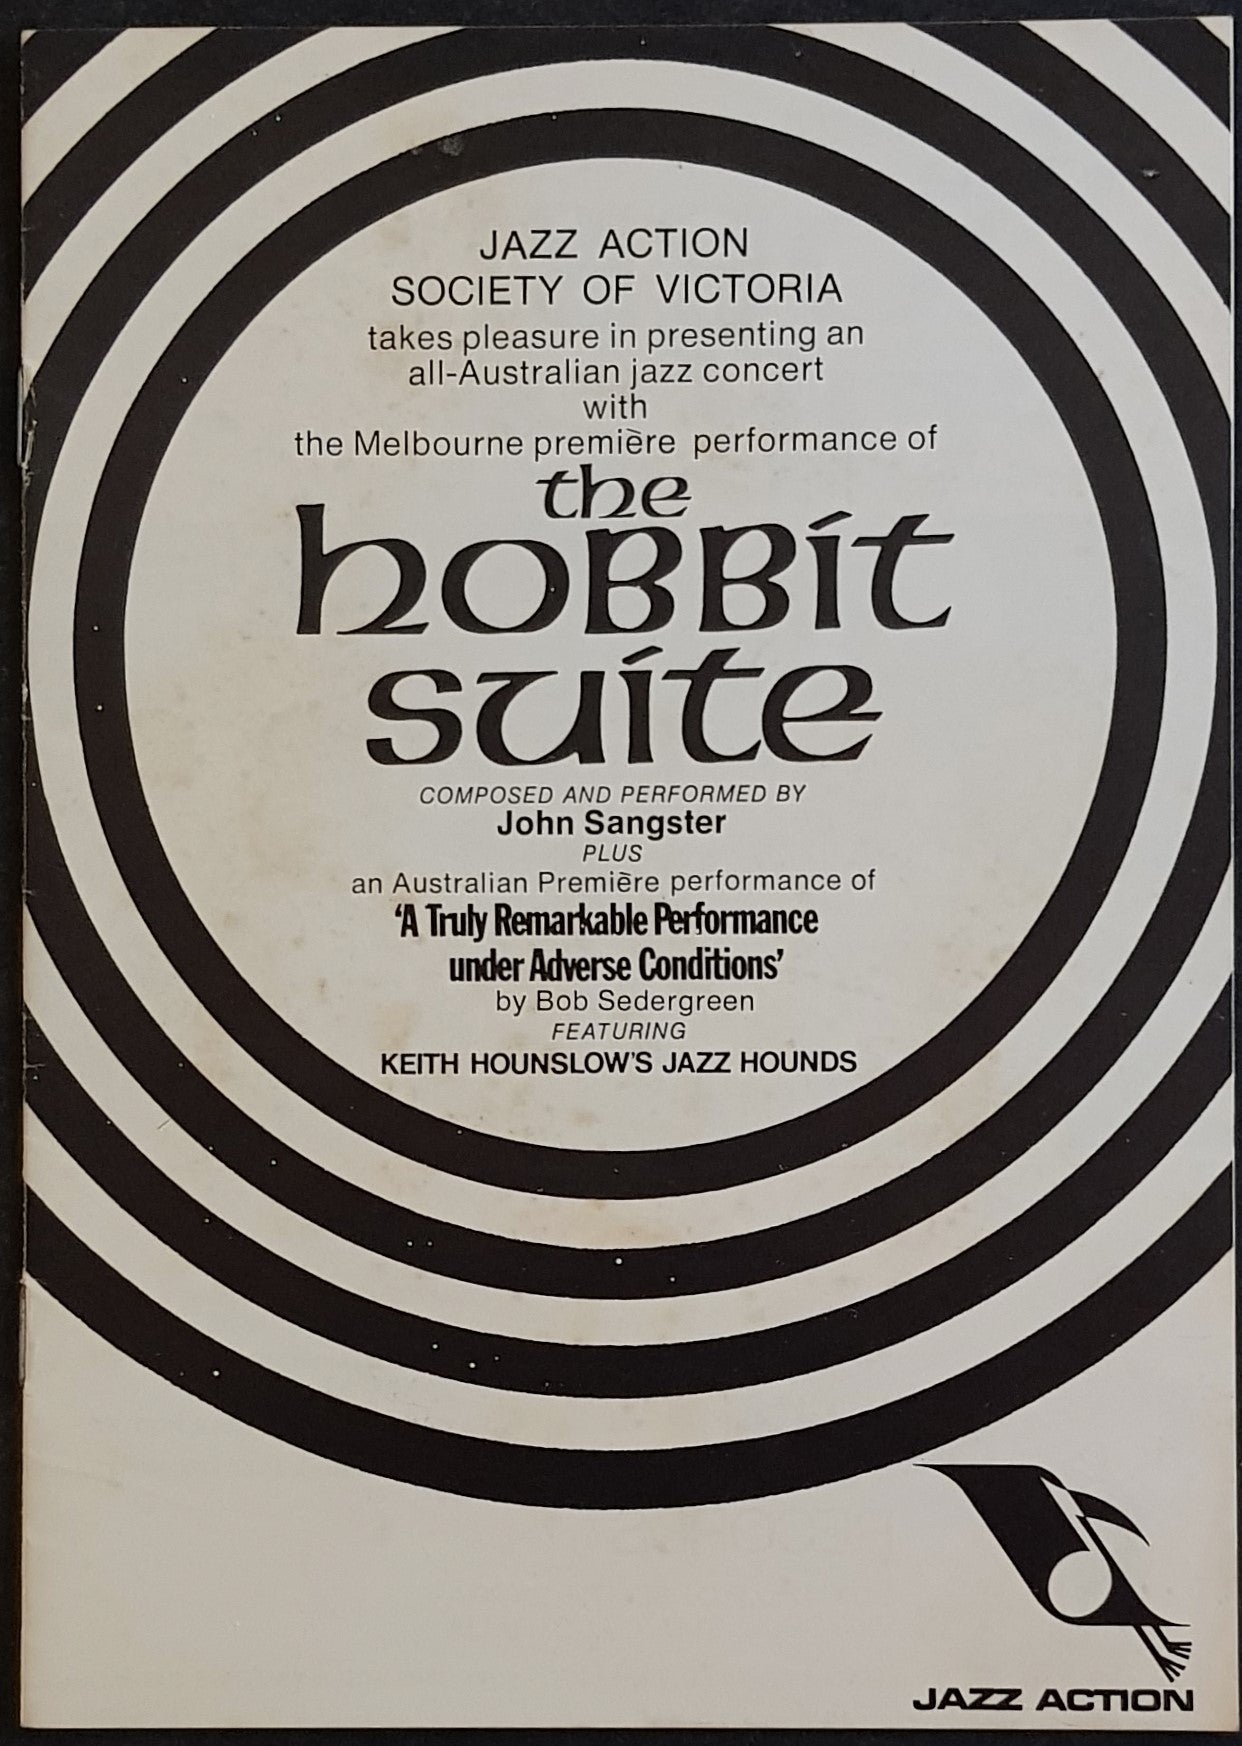 JAZZ ACTION
SOCIETY OF VICTORIA
takes pleasure in presenting an
all-Australian jazz concert
with
the Melbourne première performance of
the
hobbit
suite
COMPOSED AND PERFORMED BY
John Sangster
PLUS
an Australian Première performance of
‘A Truly Remarkable Performance
under Adverse Conditions’
by Bob Sedergreen
FEATURING
KEITH HOUNSLOW'S JAZZ HOUNDS
JAZZ ACTION